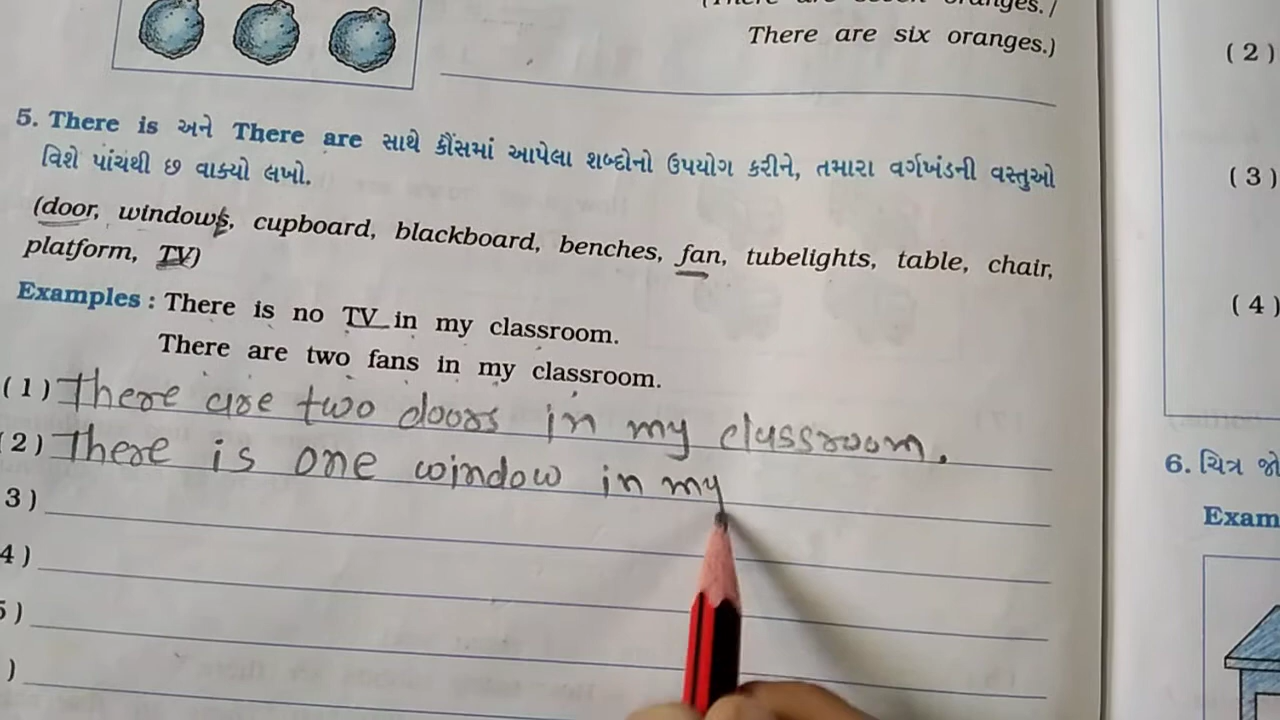 There are six oranges.)
5. There is અને There are સાથે કૌંસમાં આપેલા શબ્દોનો ઉપયોગ કરીને, તમારા વર્ગખંડની વસ્તુઓ
વિશે પાંચથી છ વાક્યો લખો.
(door, windows, cupboard, blackboard, benches, fan, tubelights, table, chair,
platform, TV)
Examples : There is no TV in my classroom.
There are two fans in my classroom.
(1) There are two doors in my classroom.
(2) There is one window in my
3)
4)
5)
)
(2)
(3)
(4)
6. ચિત્ર જો
Exam